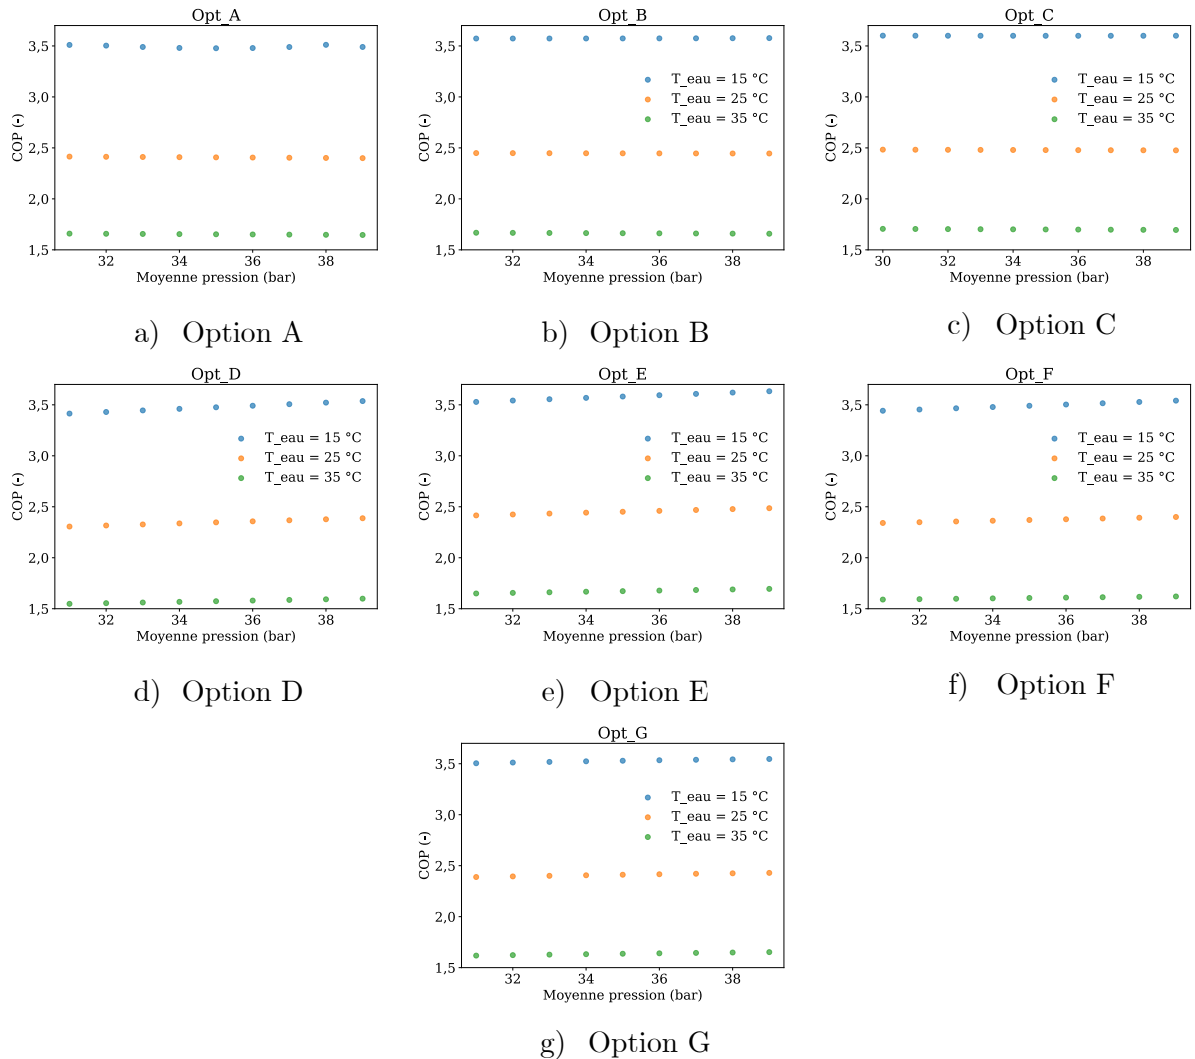 Opt_A
3,5
3,0
2,5
2,0
1,5
COP (-)
32 34 36 38
Moyenne pression (bar)
a) Option A
Opt_B
3,5
3,0
2,5
2,0
1,5
COP (-)
T_eau = 15 °C
T_eau = 25 °C
T_eau = 35 °C
32 34 36 38
Moyenne pression (bar)
b) Option B
Opt_C
3,5
3,0
2,5
2,0
1,5
COP (-)
T_eau = 15 °C
T_eau = 25 °C
T_eau = 35 °C
30 32 34 36 38
Moyenne pression (bar)
c) Option C
Opt_D
3,5
3,0
2,5
2,0
1,5
COP (-)
T_eau = 15 °C
T_eau = 25 °C
T_eau = 35 °C
32 34 36 38
Moyenne pression (bar)
d) Option D
Opt_E
3,5
3,0
2,5
2,0
1,5
COP (-)
T_eau = 15 °C
T_eau = 25 °C
T_eau = 35 °C
32 34 36 38
Moyenne pression (bar)
e) Option E
Opt_F
3,5
3,0
2,5
2,0
1,5
COP (-)
T_eau = 15 °C
T_eau = 25 °C
T_eau = 35 °C
32 34 36 38
Moyenne pression (bar)
f) Option F
Opt_G
3,5
3,0
2,5
2,0
1,5
COP (-)
T_eau = 15 °C
T_eau = 25 °C
T_eau = 35 °C
32 34 36 38
Moyenne pression (bar)
g) Option G